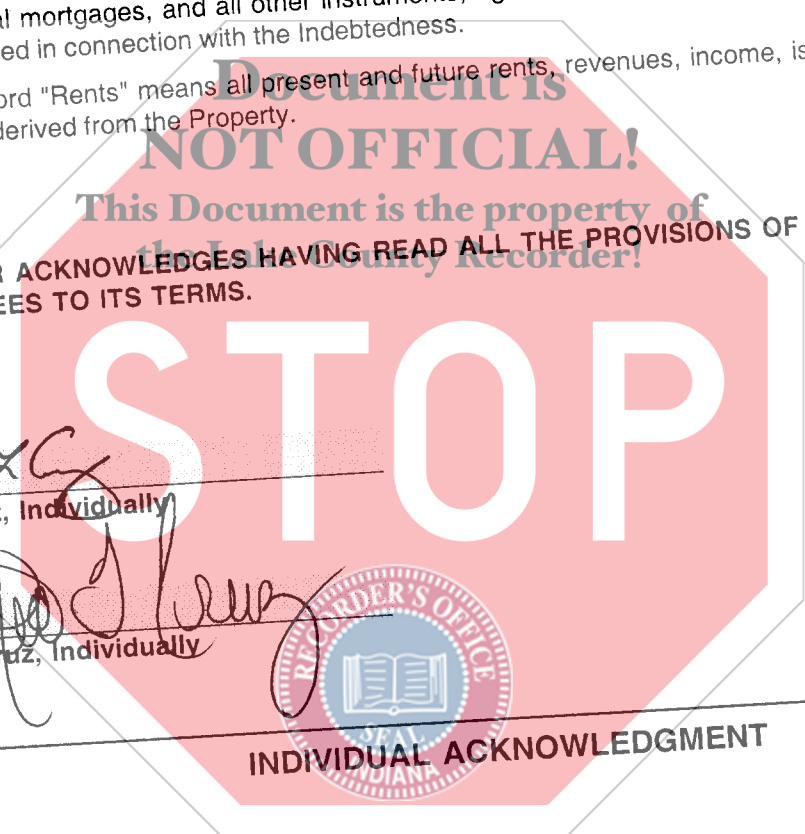 al mortgages, and all other
ed in connection with the Indebtedness.
Document is
ord "Rents" means all present and future rents, revenues, income, is
derived from the Property.
NOT OFFICIAL!
This Document is the property of
the Lake County Recorder!
R ACKNOWLEDGES HAVING READ ALL THE PROVISIONS OF
EES TO ITS TERMS.
STOP
z, Individually
uz, Individually
RECORDER'S OFFICE
SEAL
INDIANA
INDIVIDUAL ACKNOWLEDGMENT